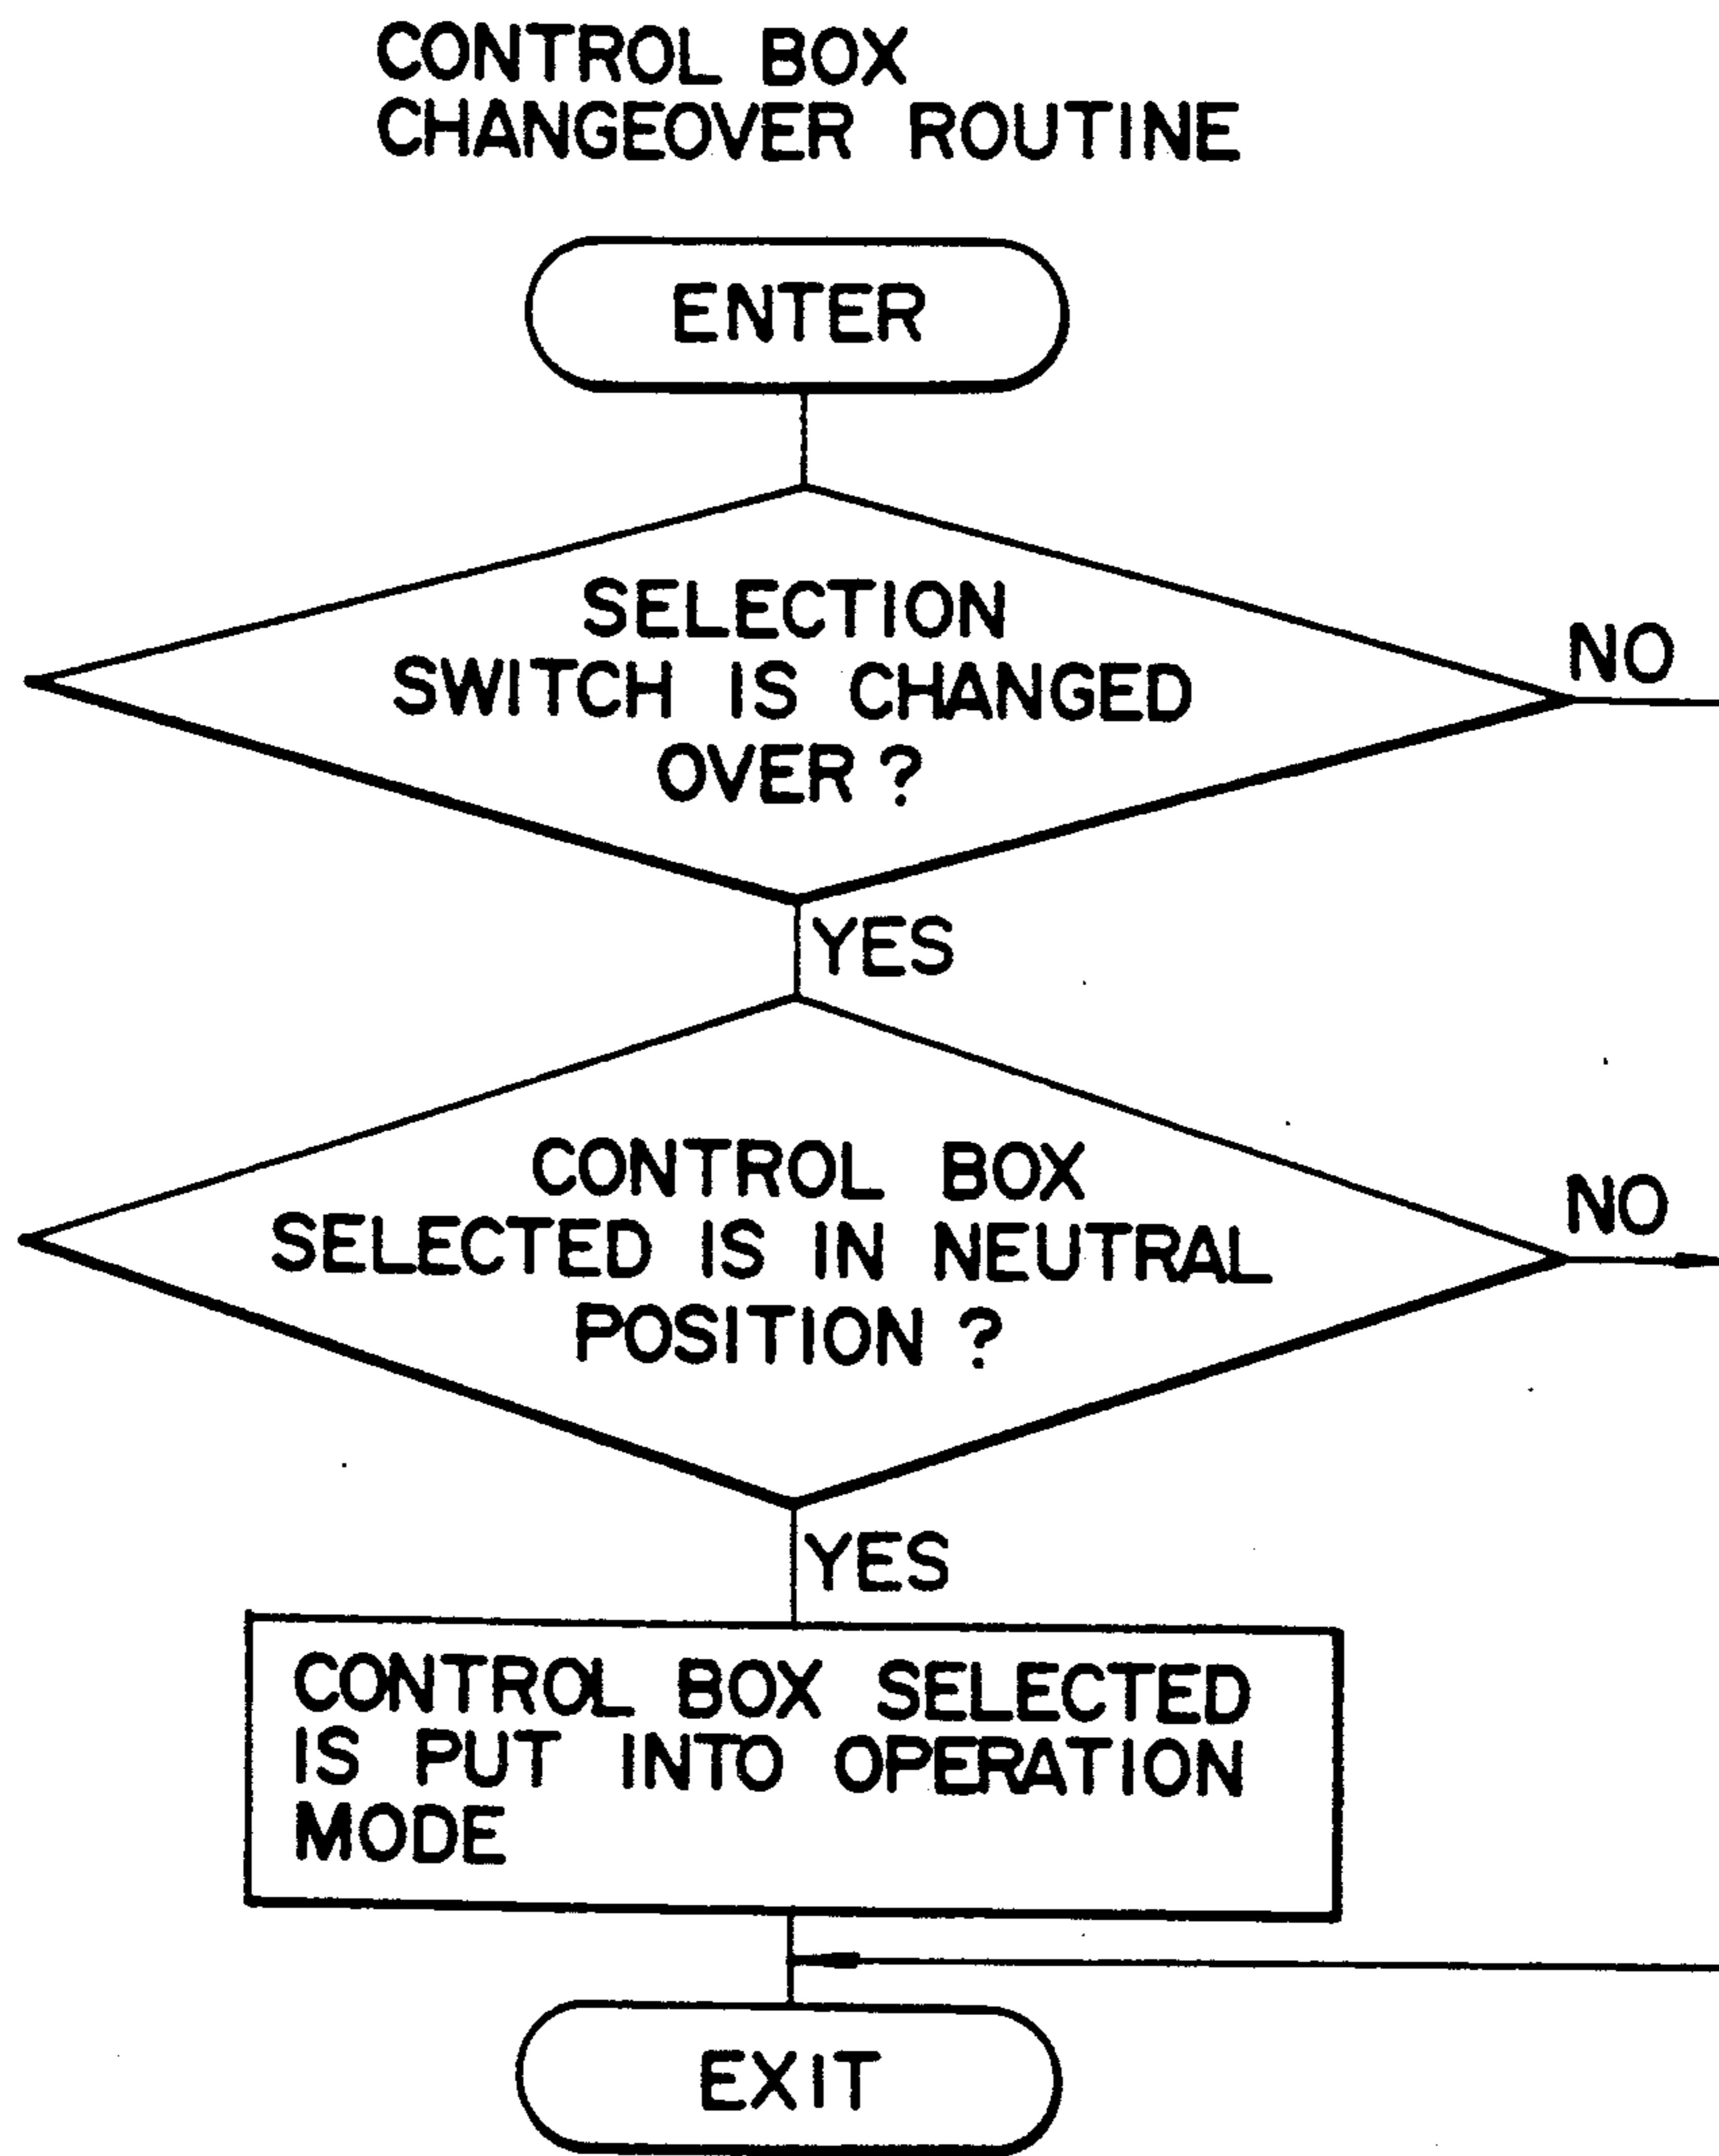 CONTROL BOX
CHANGEOVER ROUTINE
ENTER
SELECTION
SWITCH IS CHANGED
OVER ?
NO
YES
CONTROL BOX
SELECTED IS IN NEUTRAL
POSITION ?
NO
YES
CONTROL BOX SELECTED
IS PUT INTO OPERATION
MODE
EXIT